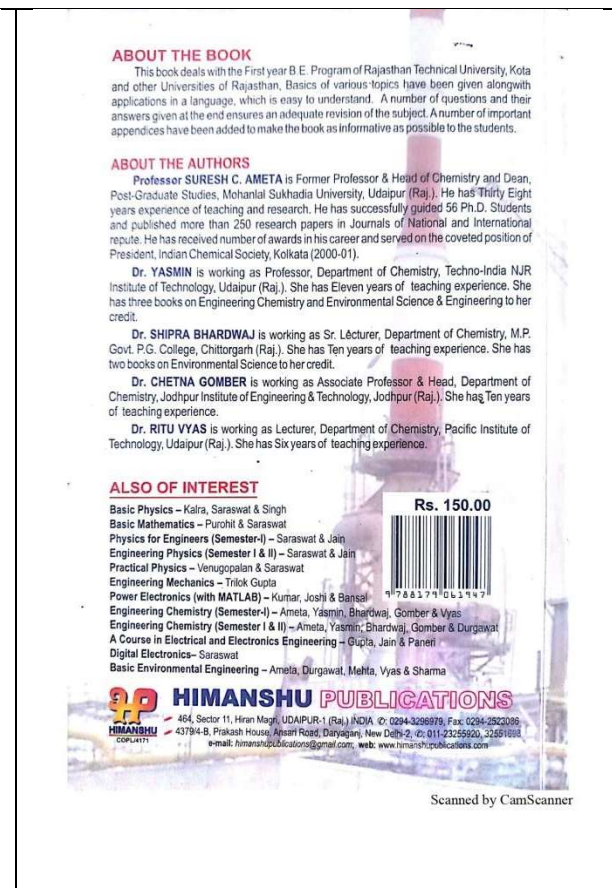 ABOUT THE BOOK
This book deals with the First year B.E. Program of Rajasthan Technical University, Kota
and other Universities of Rajasthan, Basics of various topics have been given alongwith
applications in a language, which is easy to understand. A number of questions and their
answers given at the end ensures an adequate revision of the subject. A number of important
appendices have been added to make the book as informative as possible to the students.
ABOUT THE AUTHORS
Professor SURESH C. AMETA is Former Professor & Head of Chemistry and Dean,
Post-Graduate Studies, Mohanlal Sukhadia University, Udaipur (Raj.). He has Thirty Eight
years experience of teaching and research. He has successfully guided 56 Ph.D. Students
and published more than 250 research papers in Journals of National and International
repute. He has received number of awards in his career and served on the coveted position of
President, Indian Chemical Society, Kolkata (2000-01).
Dr. YASMIN is working as Professor, Department of Chemistry, Techno-India NJR
Institute of Technology, Udaipur (Raj.). She has Eleven years of teaching experience. She
has three books on Engineering Chemistry and Environmental Science & Engineering to her
credit.
Dr. SHIPRA BHARDWAJ is working as Sr. Lecturer, Department of Chemistry, M.P.
Govt. P.G. College, Chittorgarh (Raj.). She has Ten years of teaching experience. She has
two books on Environmental Science to her credit.
Dr. CHETNA GOMBER is working as Associate Professor & Head, Department of
Chemistry, Jodhpur Institute of Engineering & Technology, Jodhpur (Raj.). She has Ten years
of teaching experience.
Dr. RITU VYAS is working as Lecturer, Department of Chemistry, Pacific Institute of
Technology, Udaipur (Raj.). She has Six years of teaching experience.
ALSO OF INTEREST
Basic Physics – Kalra, Saraswat & Singh
Basic Mathematics – Purohit & Saraswat
Physics for Engineers (Semester-I) – Saraswat & Jain
Engineering Physics (Semester I & II) – Saraswat & Jain
Practical Physics – Venugopalan & Saraswat
Engineering Mechanics – Trilok Gupta
Power Electronics (with MATLAB) – Kumar, Joshi & Bansal
Engineering Chemistry (Semester-I) – Ameta, Yasmin, Bhardwaj, Gomber & Vyas
Engineering Chemistry (Semester I & II) – Ameta, Yasmin, Bhardwaj, Gomber & Durgawat
A Course in Electrical and Electronics Engineering – Gupta, Jain & Paneri
Digital Electronics– Saraswat
Basic Environmental Engineering – Ameta, Durgawat, Mehta, Vyas & Sharma
Rs. 150.00
9 788179 061947
HIMANSHU
COPL/4171
HIMANSHU PUBLICATIONS
464, Sector 11, Hiran Magri, UDAIPUR-1 (Raj.) INDIA ✆: 0294-3296979, Fax: 0294-2523086
4379/4-B, Prakash House, Ansari Road, Daryaganj, New Delhi-2, ✆: 011-23255920, 32551698
e-mail: himanshupublications@gmail.com; web: www.himanshupublications.com
Scanned by CamScanner